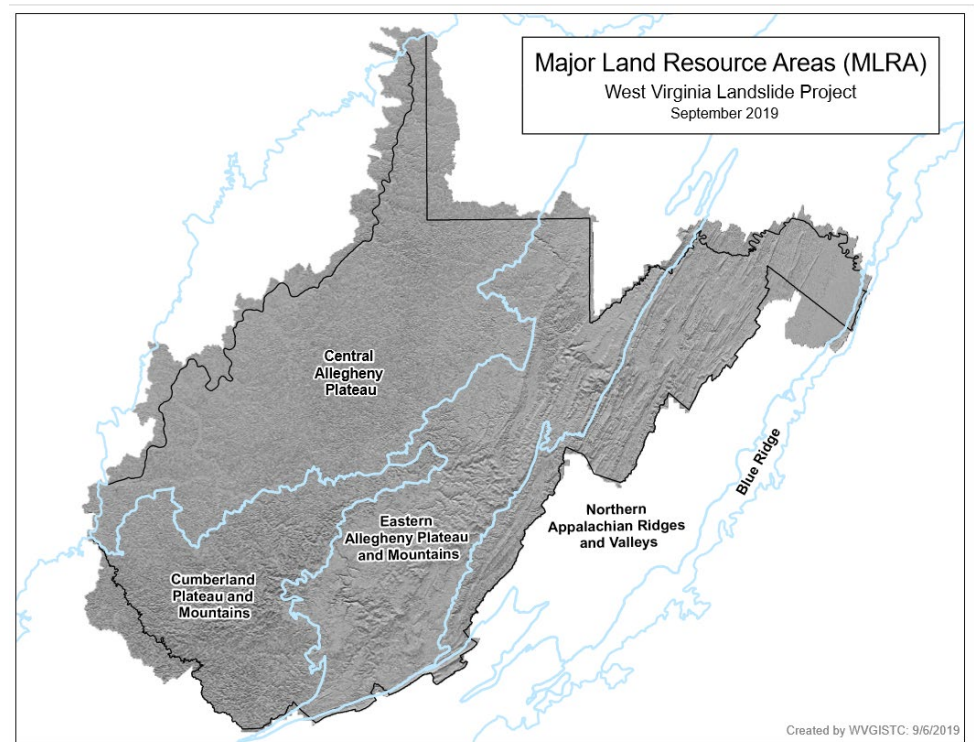 Major Land Resource Areas (MLRA)
West Virginia Landslide Project
September 2019
Central
Allegheny
Plateau
Eastern
Allegheny Plateau
and Mountains
Cumberland
Plateau and
Mountains
Northern
Appalachian Ridges
and Valleys
Blue Ridge
Created by WVGISTC: 9/6/2019